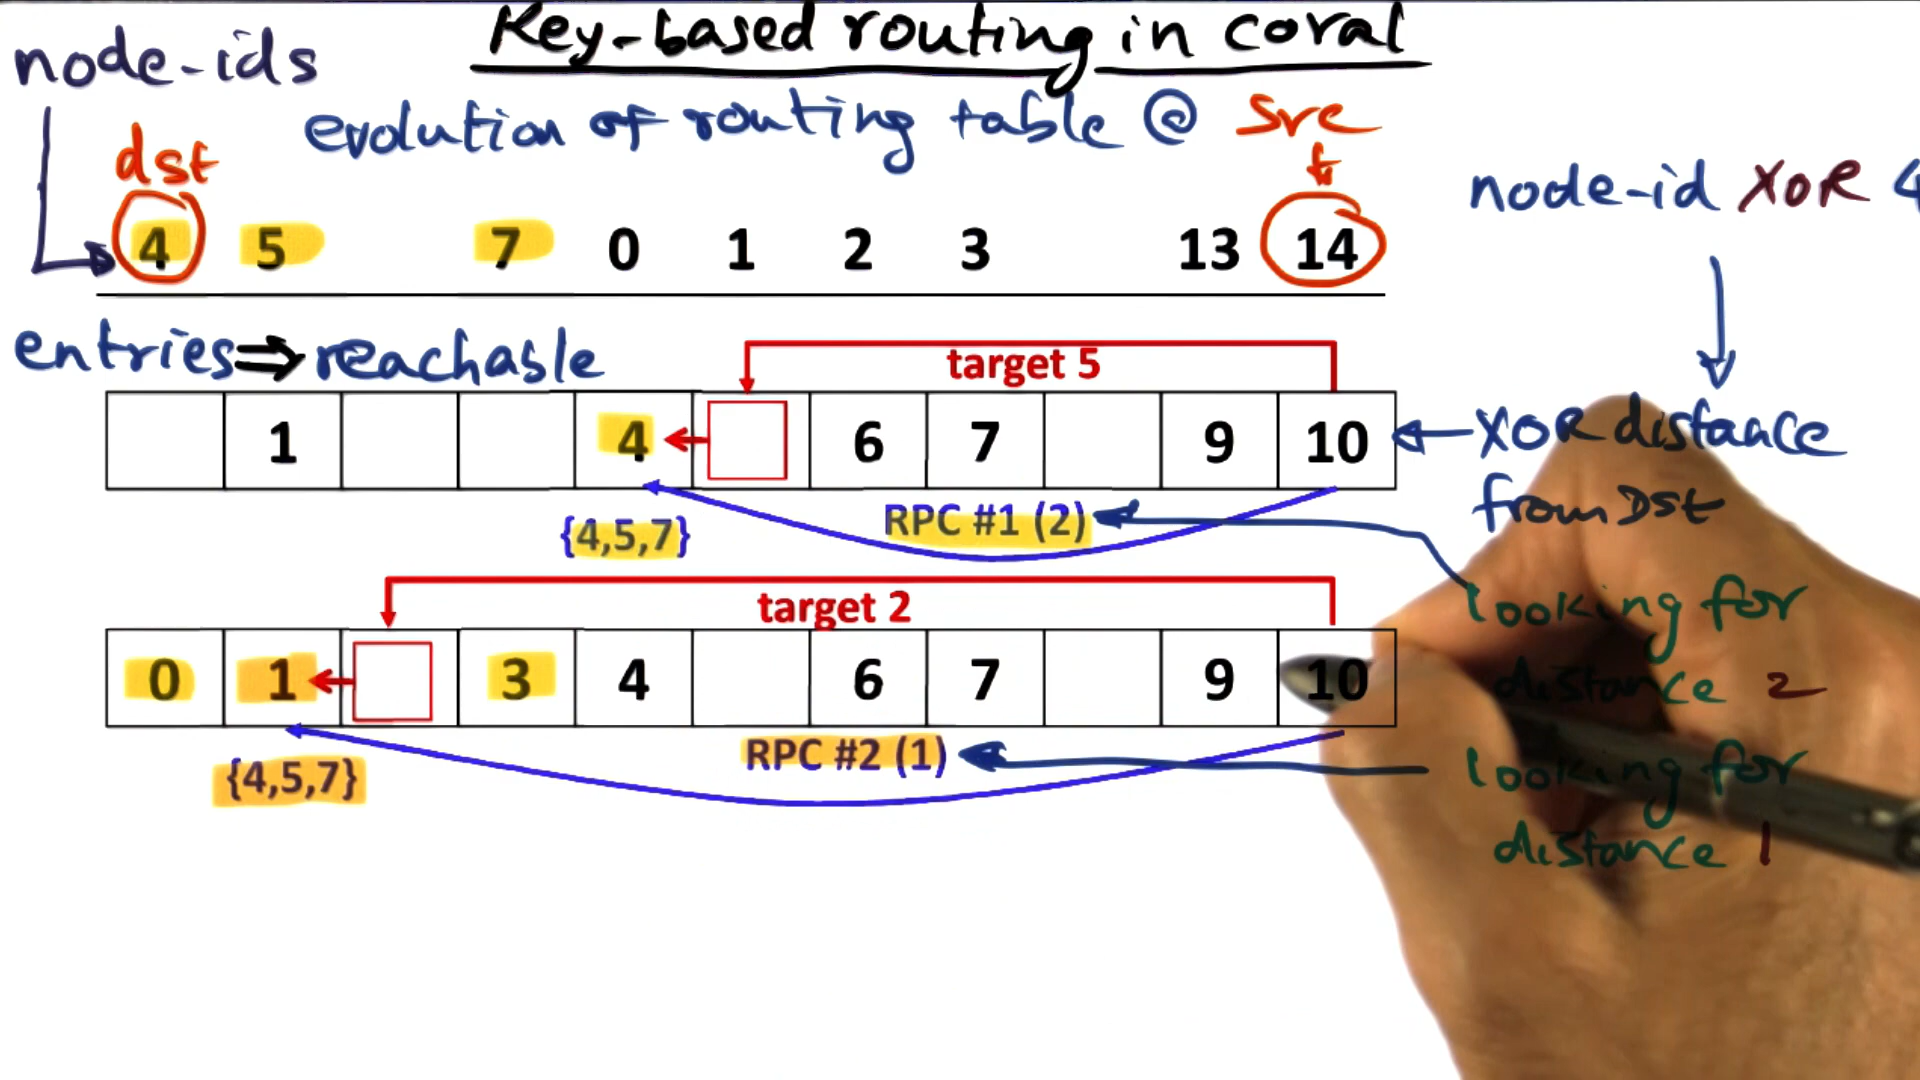 Key-based routing in coral
node-ids
evolution of routing table @ src
dst
node-id XOR 4
4 5 7 0 1 2 3 13 14
entries ⇒ reachable
target 5
1 4 6 7 9 10
XOR distance
from Dst
{4,5,7}
RPC #1 (2)
looking for
distance 2
target 2
0 1 3 4 6 7 9 10
{4,5,7}
RPC #2 (1)
looking for
distance 1